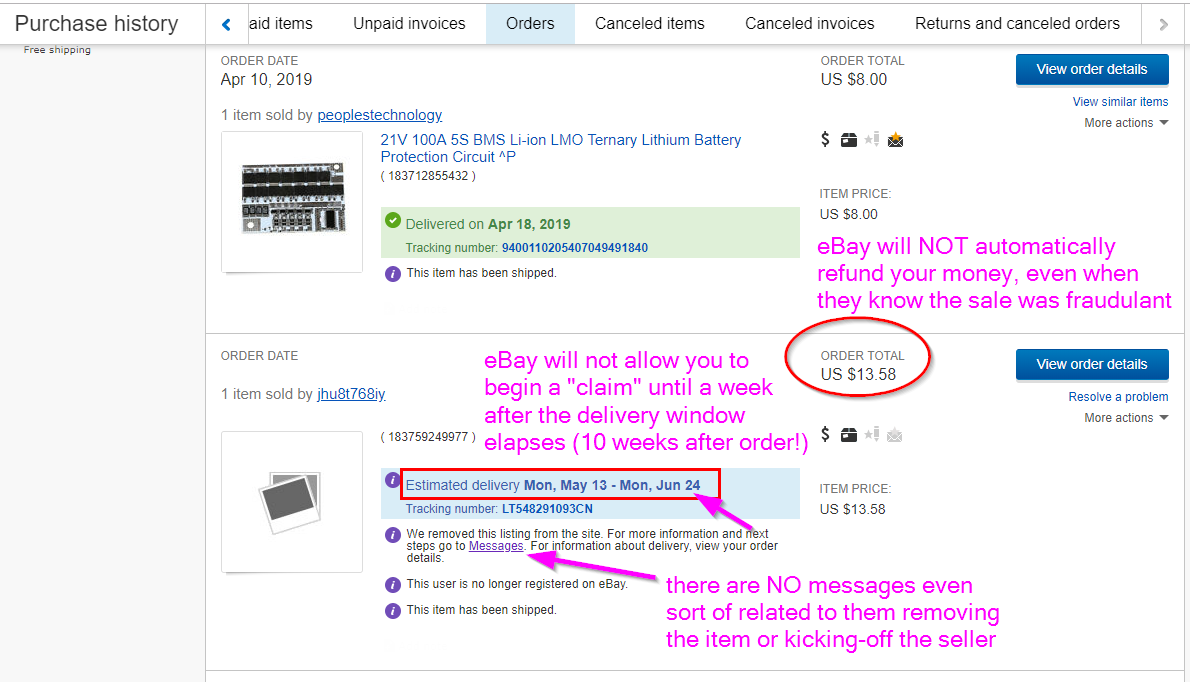 Purchase history
aid items
Unpaid invoices
Orders
Canceled items
Canceled invoices
Returns and canceled orders
Free shipping
ORDER DATE
Apr 10, 2019
ORDER TOTAL
US $8.00
View order details
View similar items
More actions
1 item sold by peoplestechnology
21V 100A 5S BMS Li-ion LMO Ternary Lithium Battery
Protection Circuit ^P
( 183712855432 )
$
ITEM PRICE:
US $8.00
Delivered on Apr 18, 2019
Tracking number: 9400110205407049491840
This item has been shipped.
eBay will NOT automatically
refund your money, even when
they know the sale was fraudulant
ORDER DATE
ORDER TOTAL
US $13.58
View order details
Resolve a problem
More actions
1 item sold by jhu8t768iy
eBay will not allow you to
begin a "claim" until a week
after the delivery window
elapses (10 weeks after order!)
( 183759249977 )
$
Estimated delivery Mon, May 13 - Mon, Jun 24
Tracking number: LT548291093CN
ITEM PRICE:
US $13.58
We removed this listing from the site. For more information and next
steps go to Messages. For information about delivery, view your order
details.
This user is no longer registered on eBay.
This item has been shipped.
there are NO messages even
sort of related to them removing
the item or kicking-off the seller